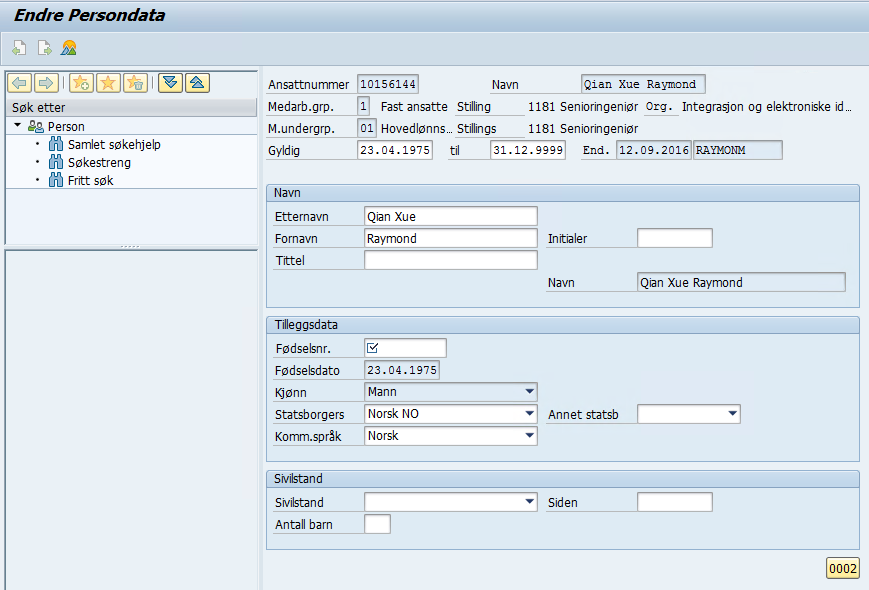 Endre Persondata
Søk etter
Person
Samlet søkehjelp
Søkestreng
Fritt søk
Ansattnummer 10156144 Navn Qian Xue Raymond
Medarb.grp. 1 Fast ansatte Stilling 1181 Senioringeniør Org. Integrasjon og elektroniske id...
M.undergrp. 01 Hovedlønns... Stillings 1181 Senioringeniør
Gyldig 23.04.1975 til 31.12.9999 End. 12.09.2016 RAYMONM
Navn
Etternavn Qian Xue
Fornavn Raymond Initialer
Tittel
Navn Qian Xue Raymond
Tilleggsdata
Fødselsnr.
Fødselsdato 23.04.1975
Kjønn Mann
Statsborgers Norsk NO Annet statsb
Komm.språk Norsk
Sivilstand
Sivilstand Siden
Antall barn
0002